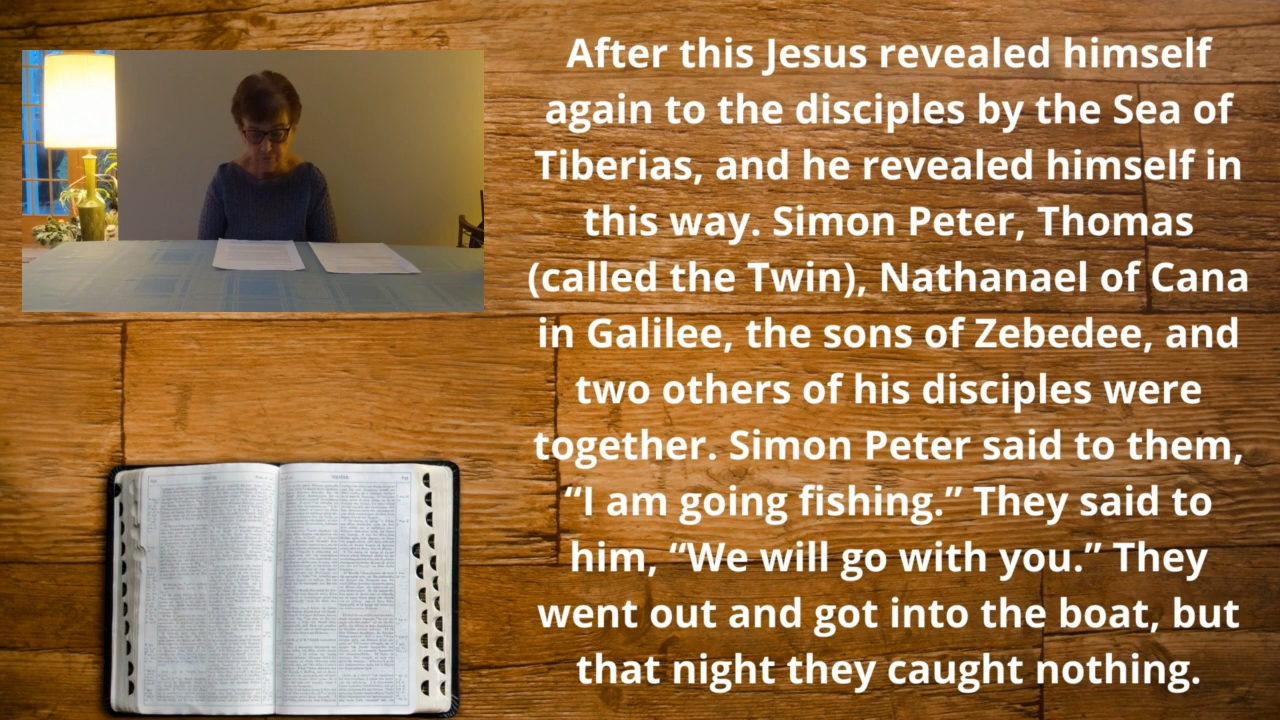 After this Jesus revealed himself
again to the disciples by the Sea of
Tiberias, and he revealed himself in
this way. Simon Peter, Thomas
(called the Twin), Nathanael of Cana
in Galilee, the sons of Zebedee, and
two others of his disciples were
together. Simon Peter said to them,
“I am going fishing.” They said to
him, “We will go with you.” They
went out and got into the boat, but
that night they caught nothing.